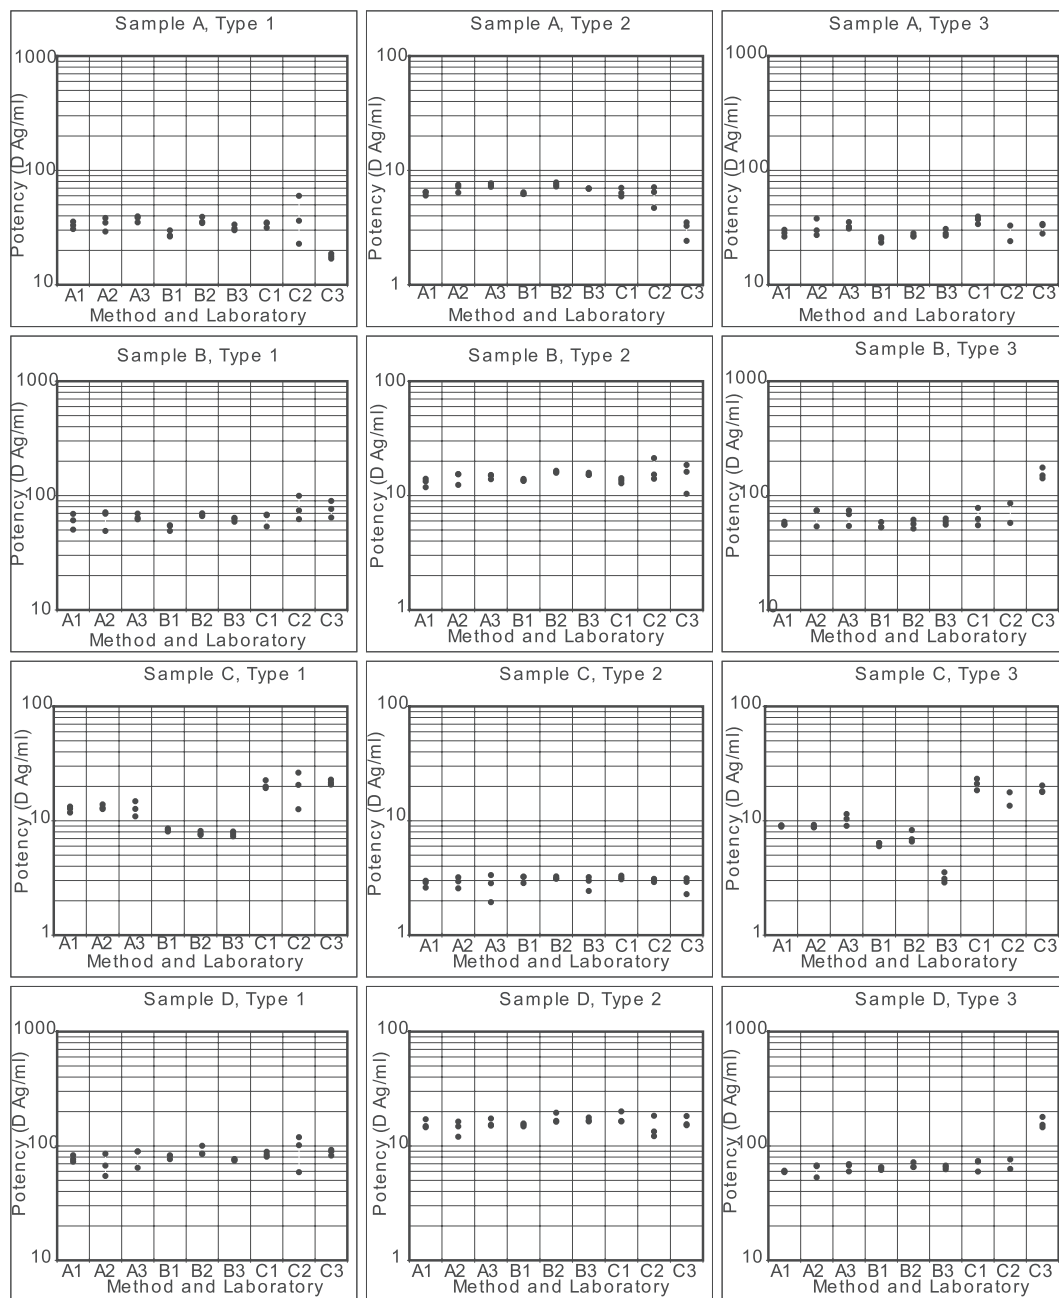 Sample A, Type 1
1000
100
10
Potency (D Ag/ml)
A1 A2 A3 B1 B2 B3 C1 C2 C3
Method and Laboratory
Sample A, Type 2
100
10
1
Potency (D Ag/ml)
A1 A2 A3 B1 B2 B3 C1 C2 C3
Method and Laboratory
Sample A, Type 3
1000
100
10
Potency (D Ag/ml)
A1 A2 A3 B1 B2 B3 C1 C2 C3
Method and Laboratory
Sample B, Type 1
1000
100
10
Potency (D Ag/ml)
A1 A2 A3 B1 B2 B3 C1 C2 C3
Method and Laboratory
Sample B, Type 2
100
10
1
Potency (D Ag/ml)
A1 A2 A3 B1 B2 B3 C1 C2 C3
Method and Laboratory
Sample B, Type 3
1000
100
10
Potency (D Ag/ml)
A1 A2 A3 B1 B2 B3 C1 C2 C3
Method and Laboratory
Sample C, Type 1
100
10
1
Potency (D Ag/ml)
A1 A2 A3 B1 B2 B3 C1 C2 C3
Method and Laboratory
Sample C, Type 2
100
10
1
Potency (D Ag/ml)
A1 A2 A3 B1 B2 B3 C1 C2 C3
Method and Laboratory
Sample C, Type 3
100
10
1
Potency (D Ag/ml)
A1 A2 A3 B1 B2 B3 C1 C2 C3
Method and Laboratory
Sample D, Type 1
1000
100
10
Potency (D Ag/ml)
A1 A2 A3 B1 B2 B3 C1 C2 C3
Method and Laboratory
Sample D, Type 2
100
10
1
Potency (D Ag/ml)
A1 A2 A3 B1 B2 B3 C1 C2 C3
Method and Laboratory
Sample D, Type 3
1000
100
10
Potency (D Ag/ml)
A1 A2 A3 B1 B2 B3 C1 C2 C3
Method and Laboratory